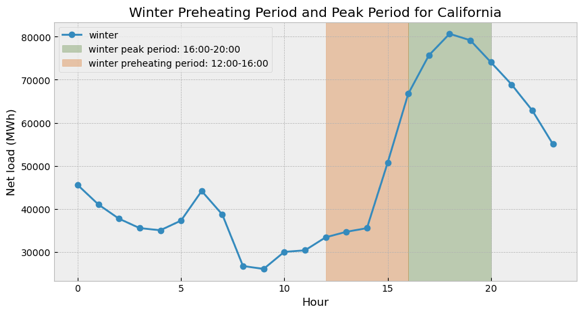 Winter Preheating Period and Peak Period for California
winter
winter peak period: 16:00-20:00
winter preheating period: 12:00-16:00
Net load (MWh)
80000
70000
60000
50000
40000
30000
0 5 10 15 20
Hour